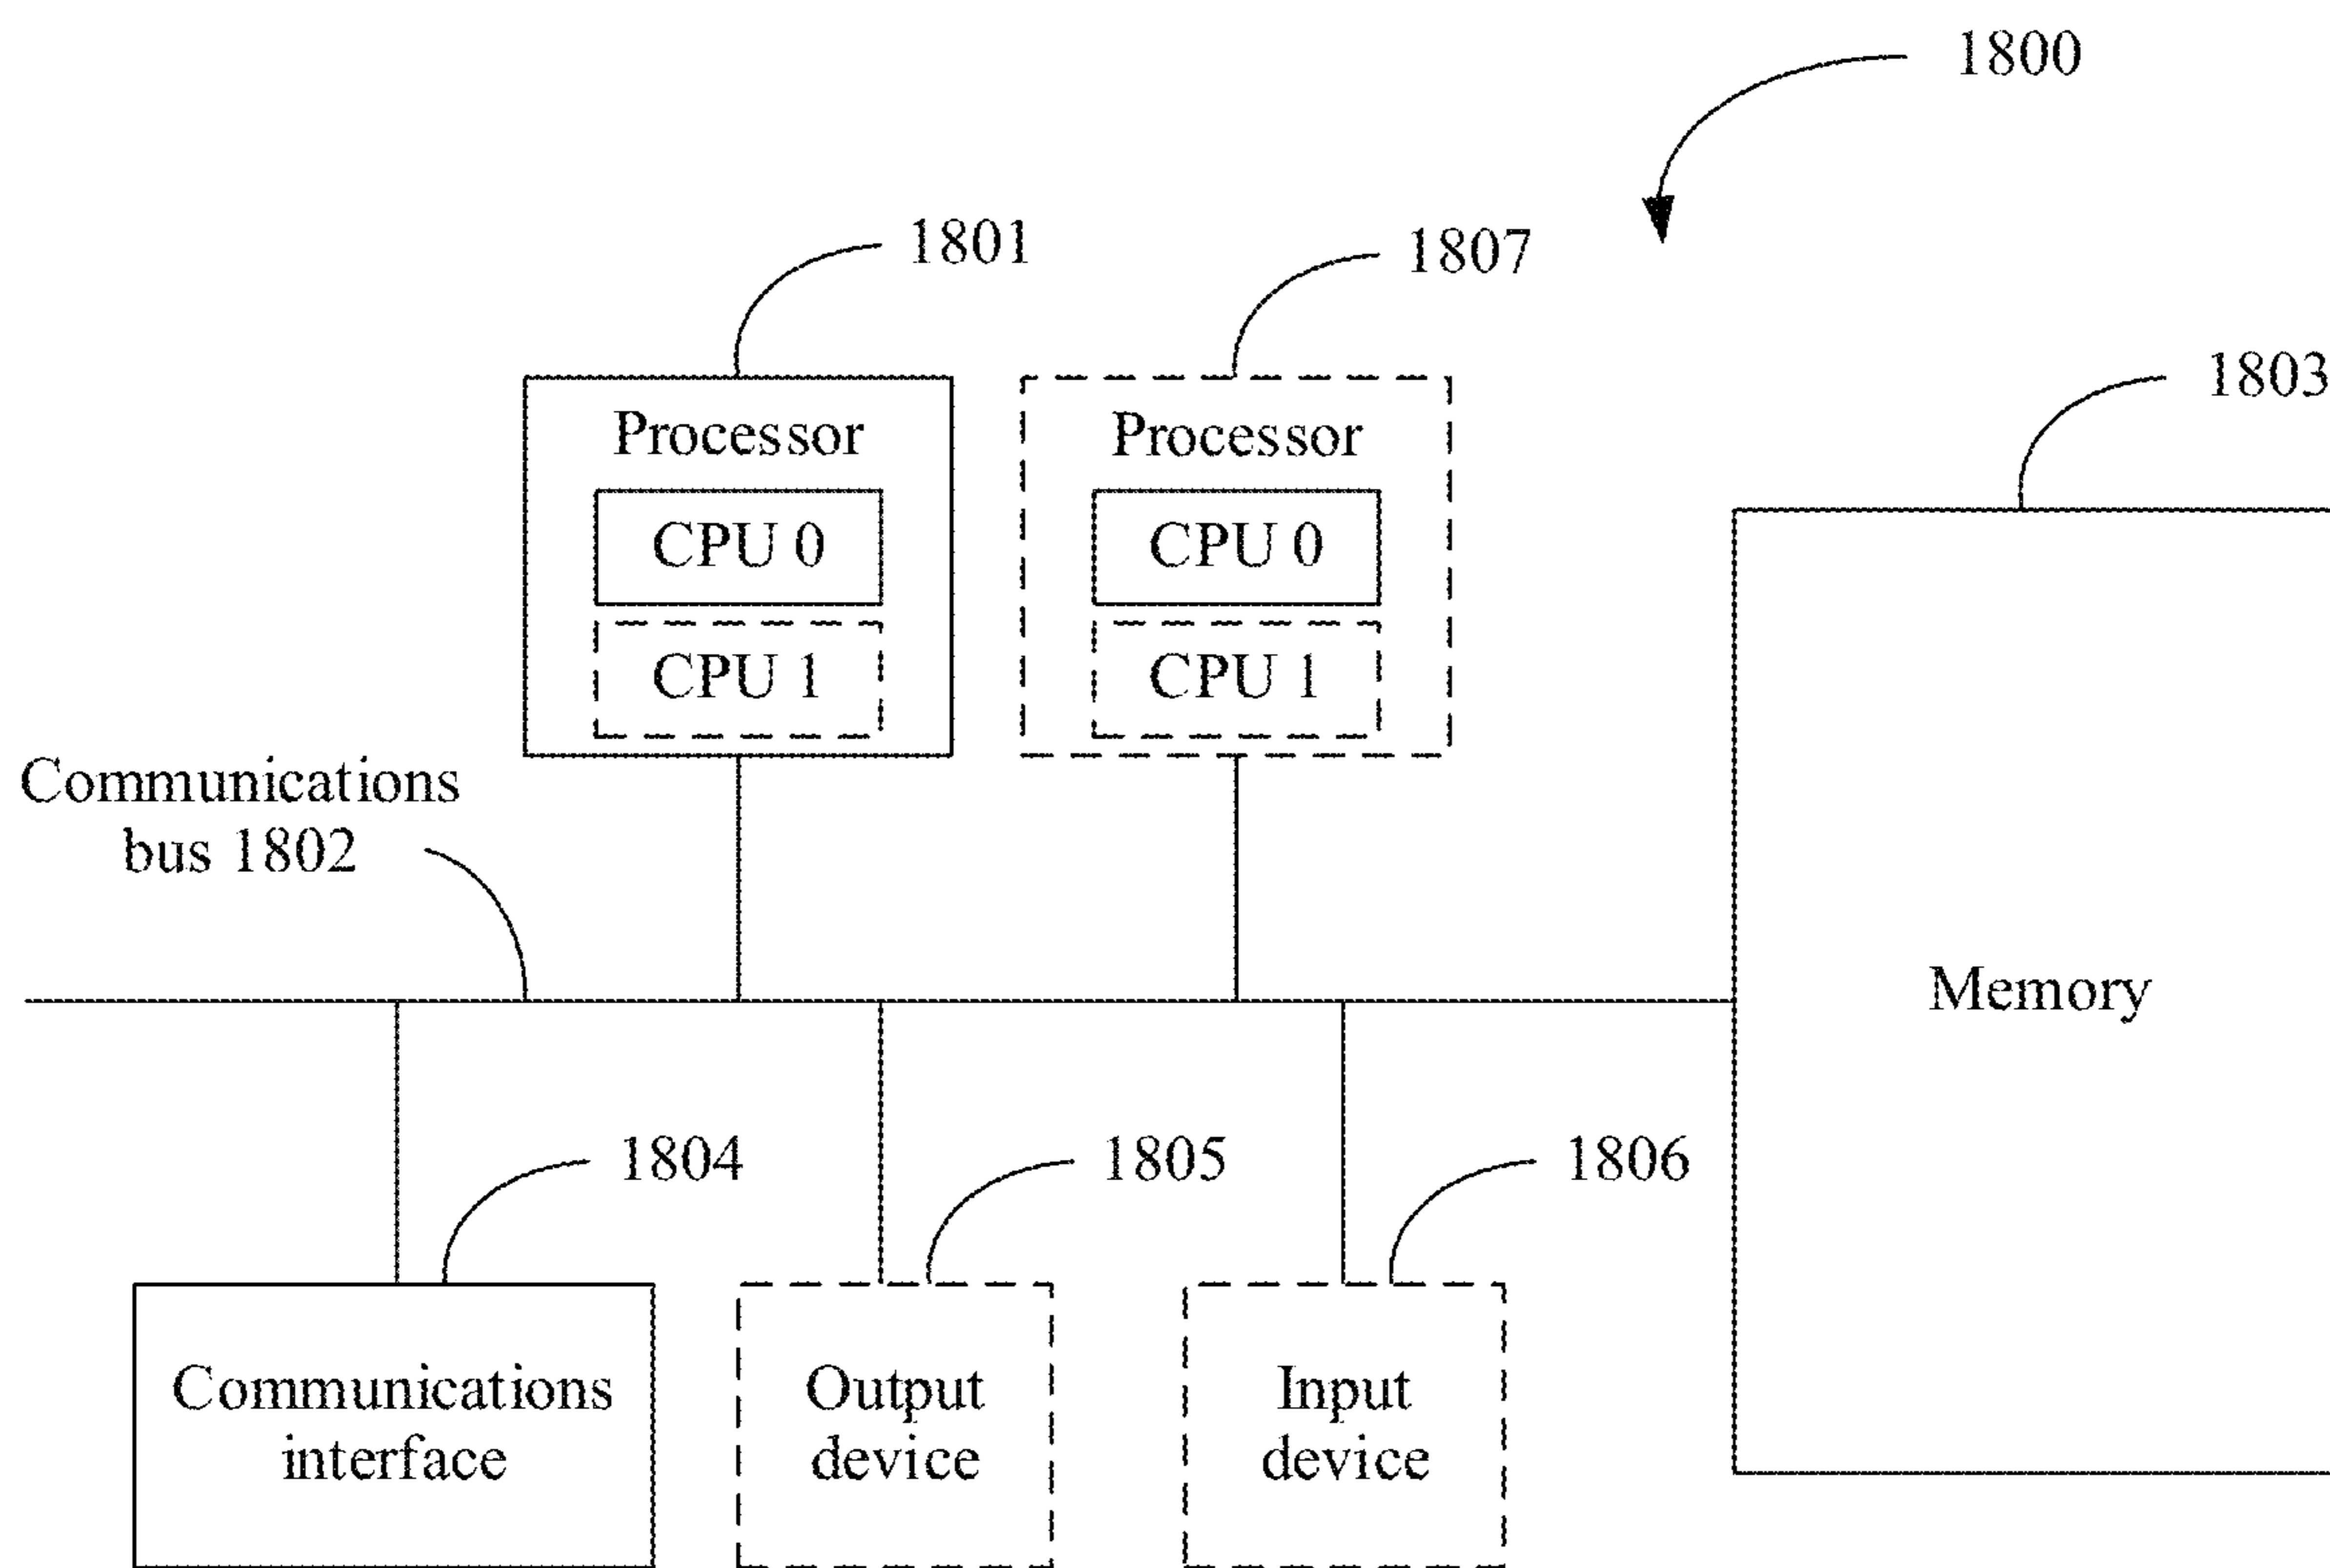 1800
1801
1807
1803
Processor
CPU 0
CPU 1
Processor
CPU 0
CPU 1
Communications
bus 1802
Memory
1804
1805
1806
Communications
interface
Output
device
Input
device